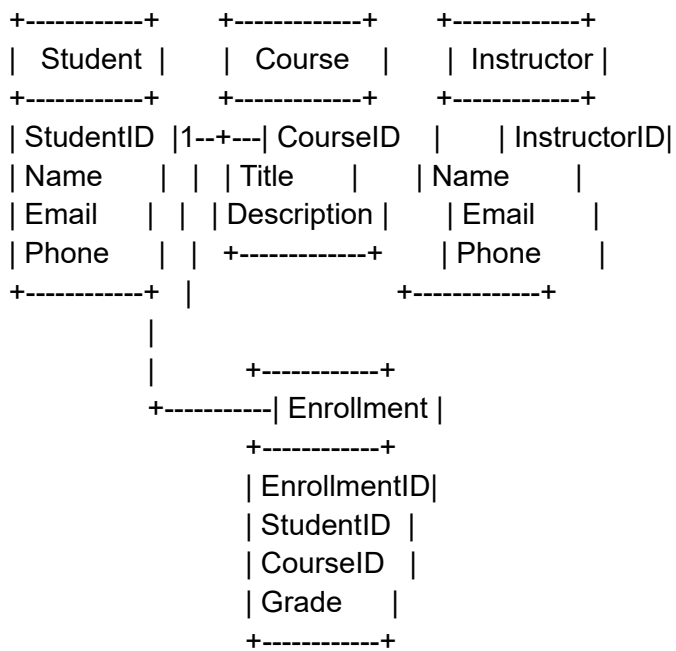 +------------+ +-------------+ +-------------+
| Student | | Course | | Instructor |
+------------+ +-------------+ +-------------+
| StudentID |1--+---| CourseID | | InstructorID|
| Name | | | Title | | Name |
| Email | | | Description | | Email |
| Phone | | +-------------+ | Phone |
+------------+ | +-------------+
|
| +------------+
+-----------| Enrollment |
+------------+
| EnrollmentID|
| StudentID |
| CourseID |
| Grade |
+------------+